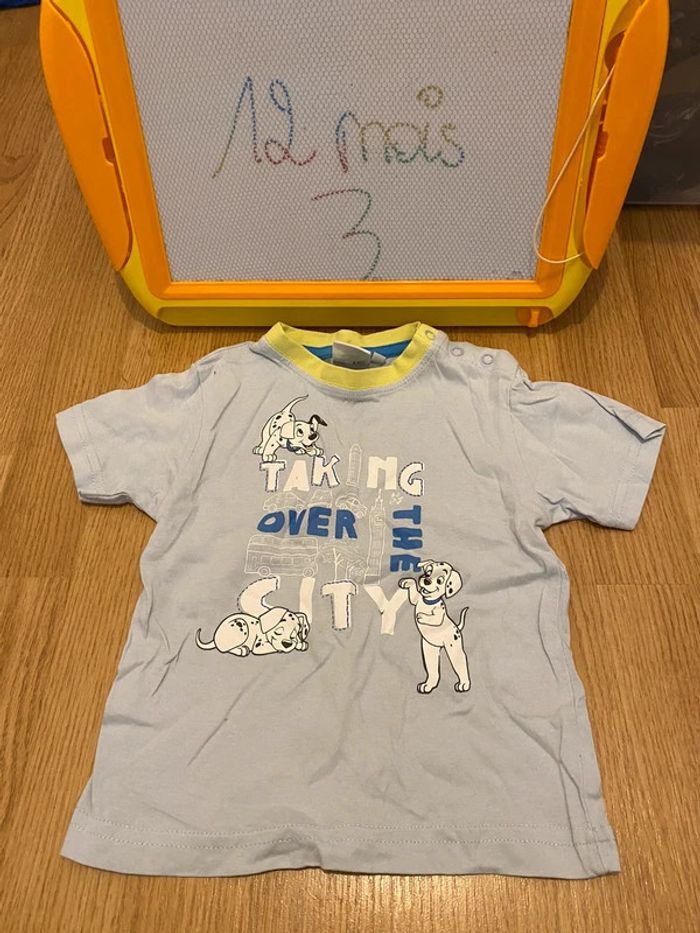 12 mois
3
TAKING
OVER THE
CITY